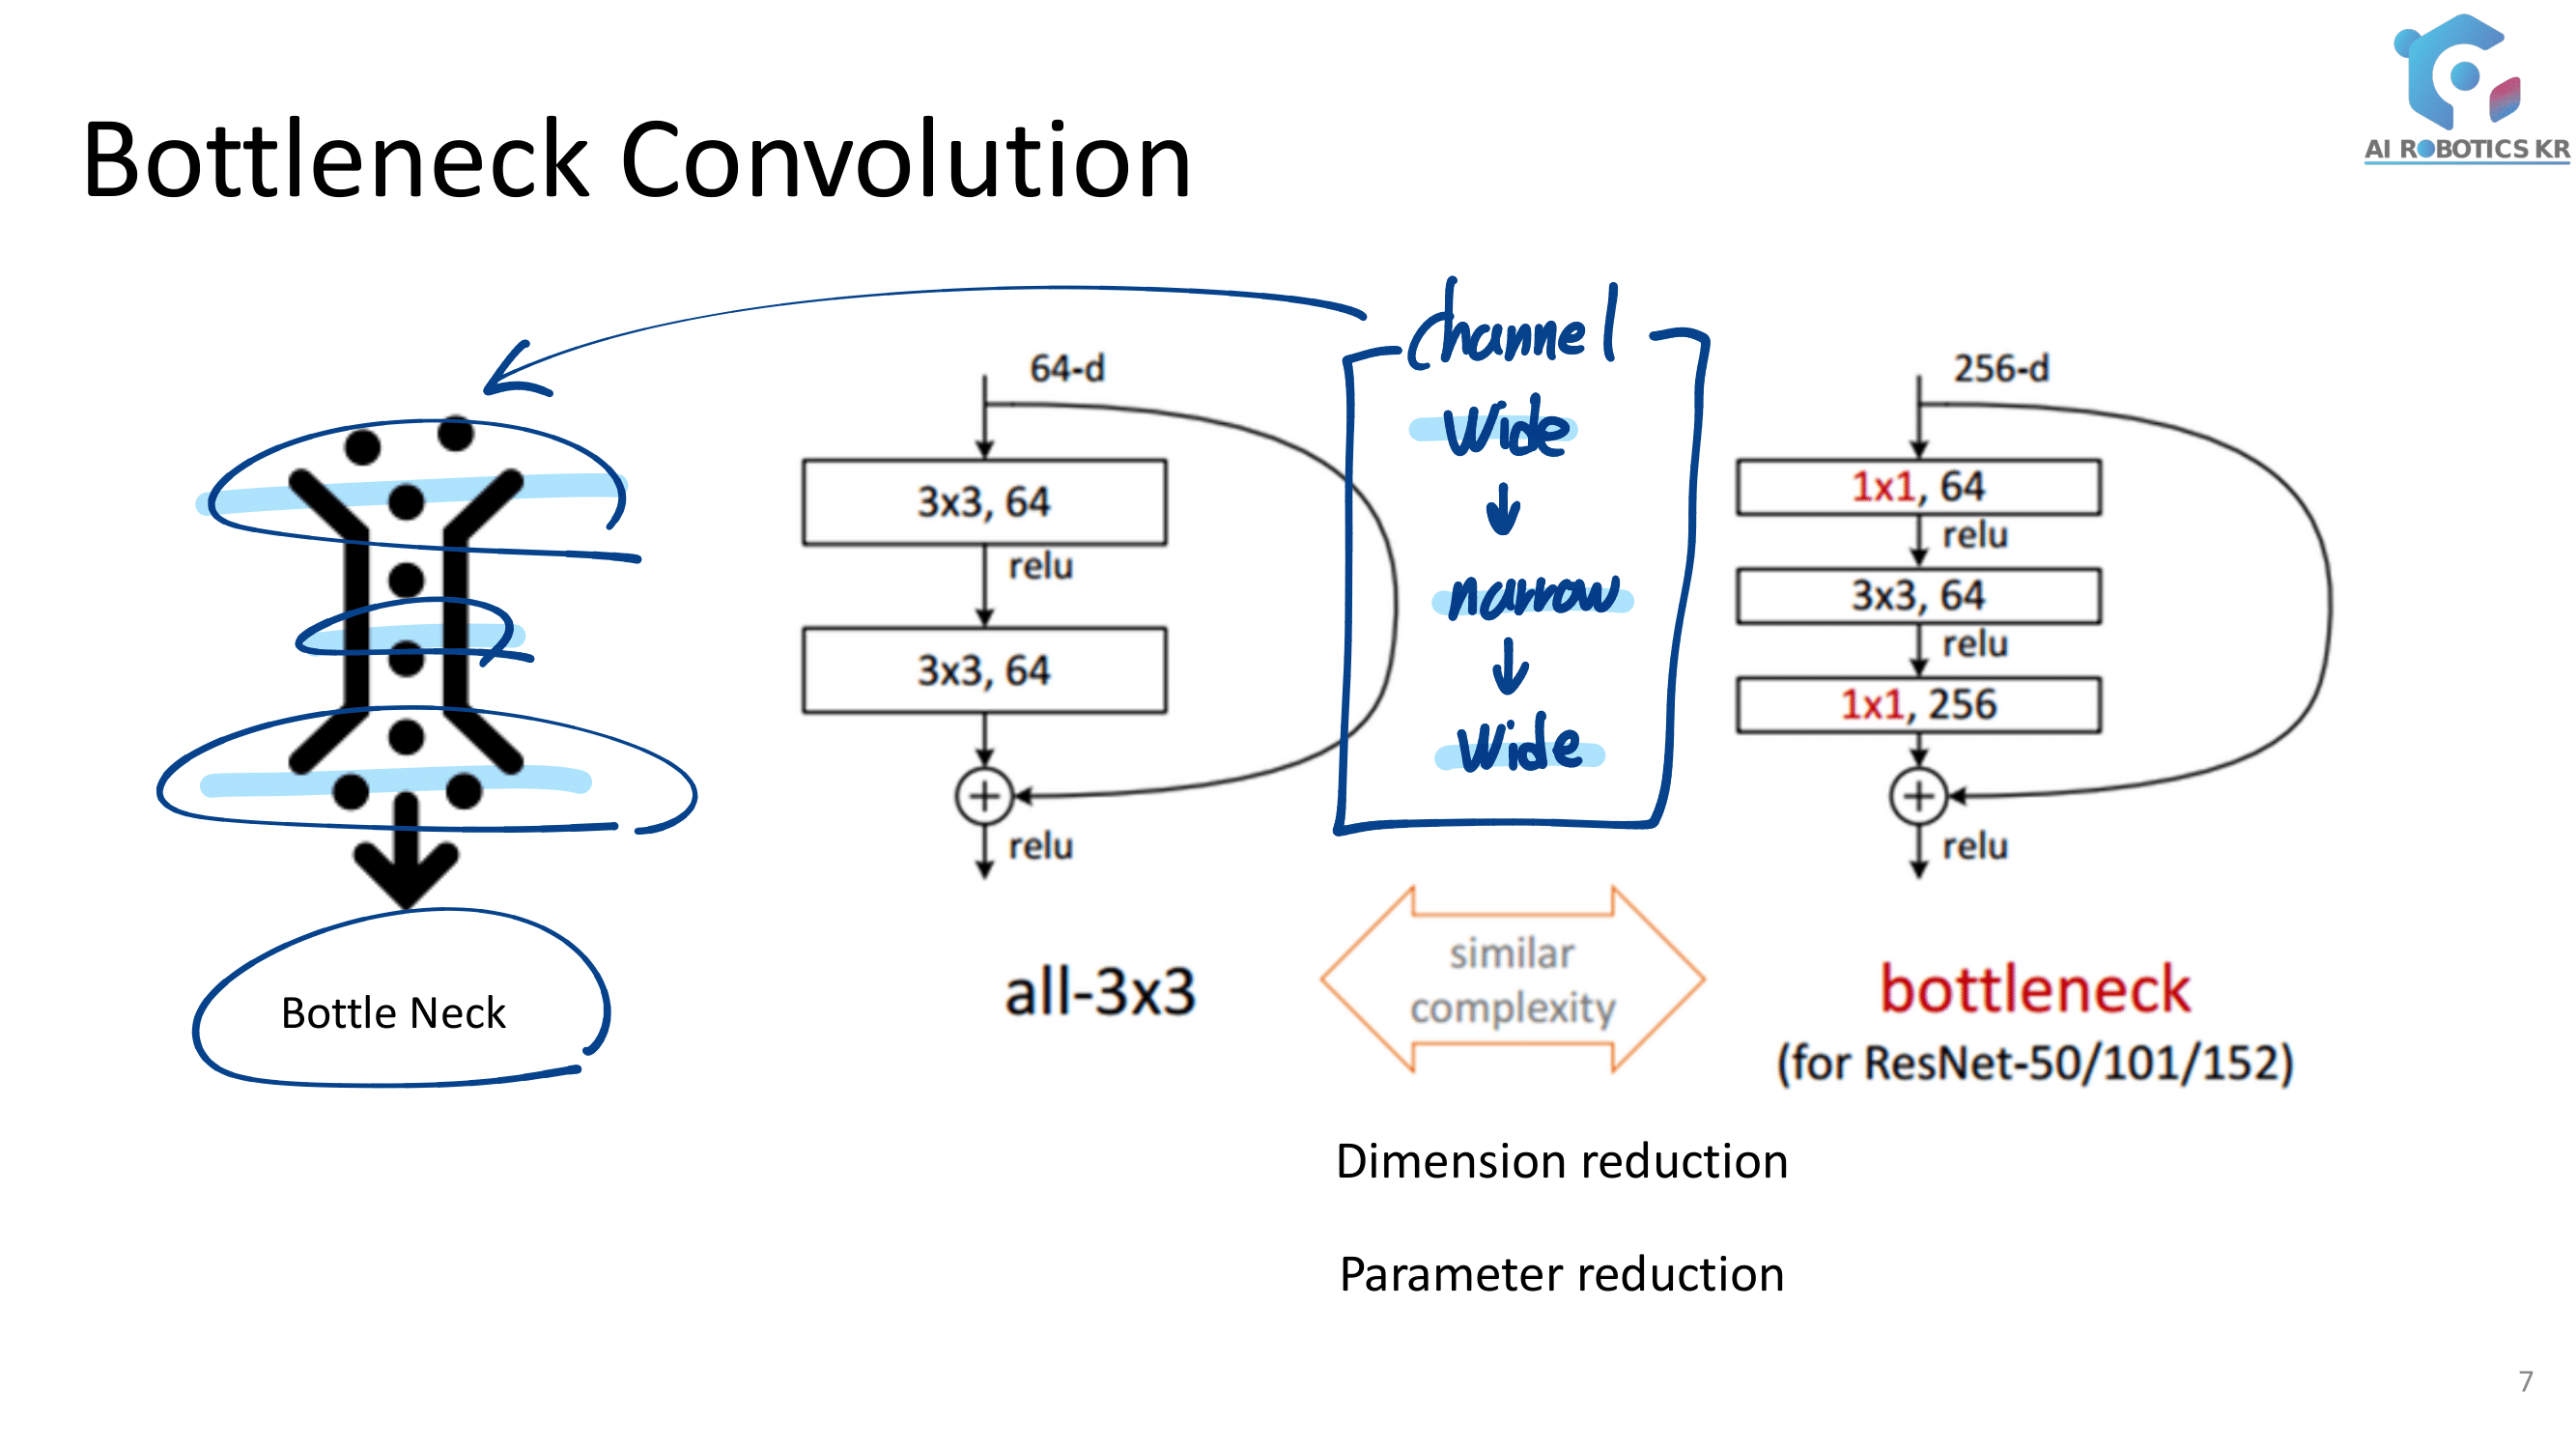 AI ROBOTICS KR
Bottleneck Convolution
Bottle Neck
64-d
3x3, 64
relu
3x3, 64
relu
all-3x3
channel
Wide
narrow
Wide
similar
complexity
256-d
1x1, 64
relu
3x3, 64
relu
1x1, 256
relu
bottleneck
(for ResNet-50/101/152)
Dimension reduction
Parameter reduction
7